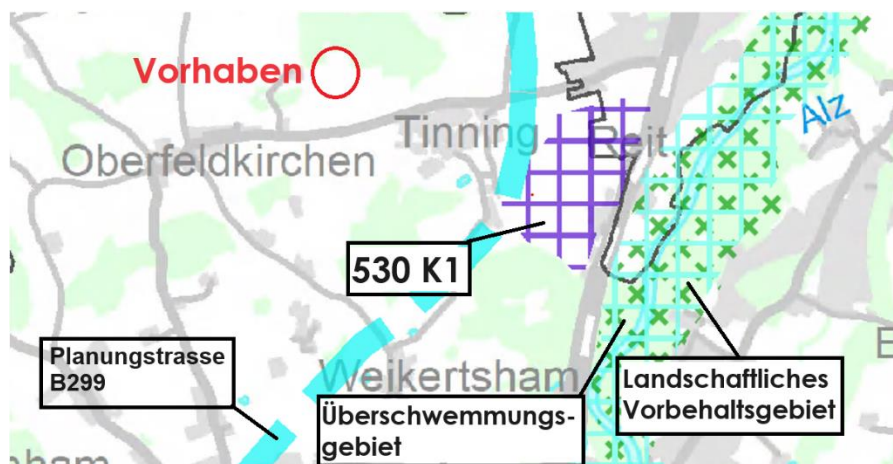 Vorhaben
Alz
Tinning
Reit
Oberfeldkirchen
530 K1
Planungstrasse
B299
Weikertsham
Landschaftliches
Vorbehaltsgebiet
Überschwemmungs-
gebiet